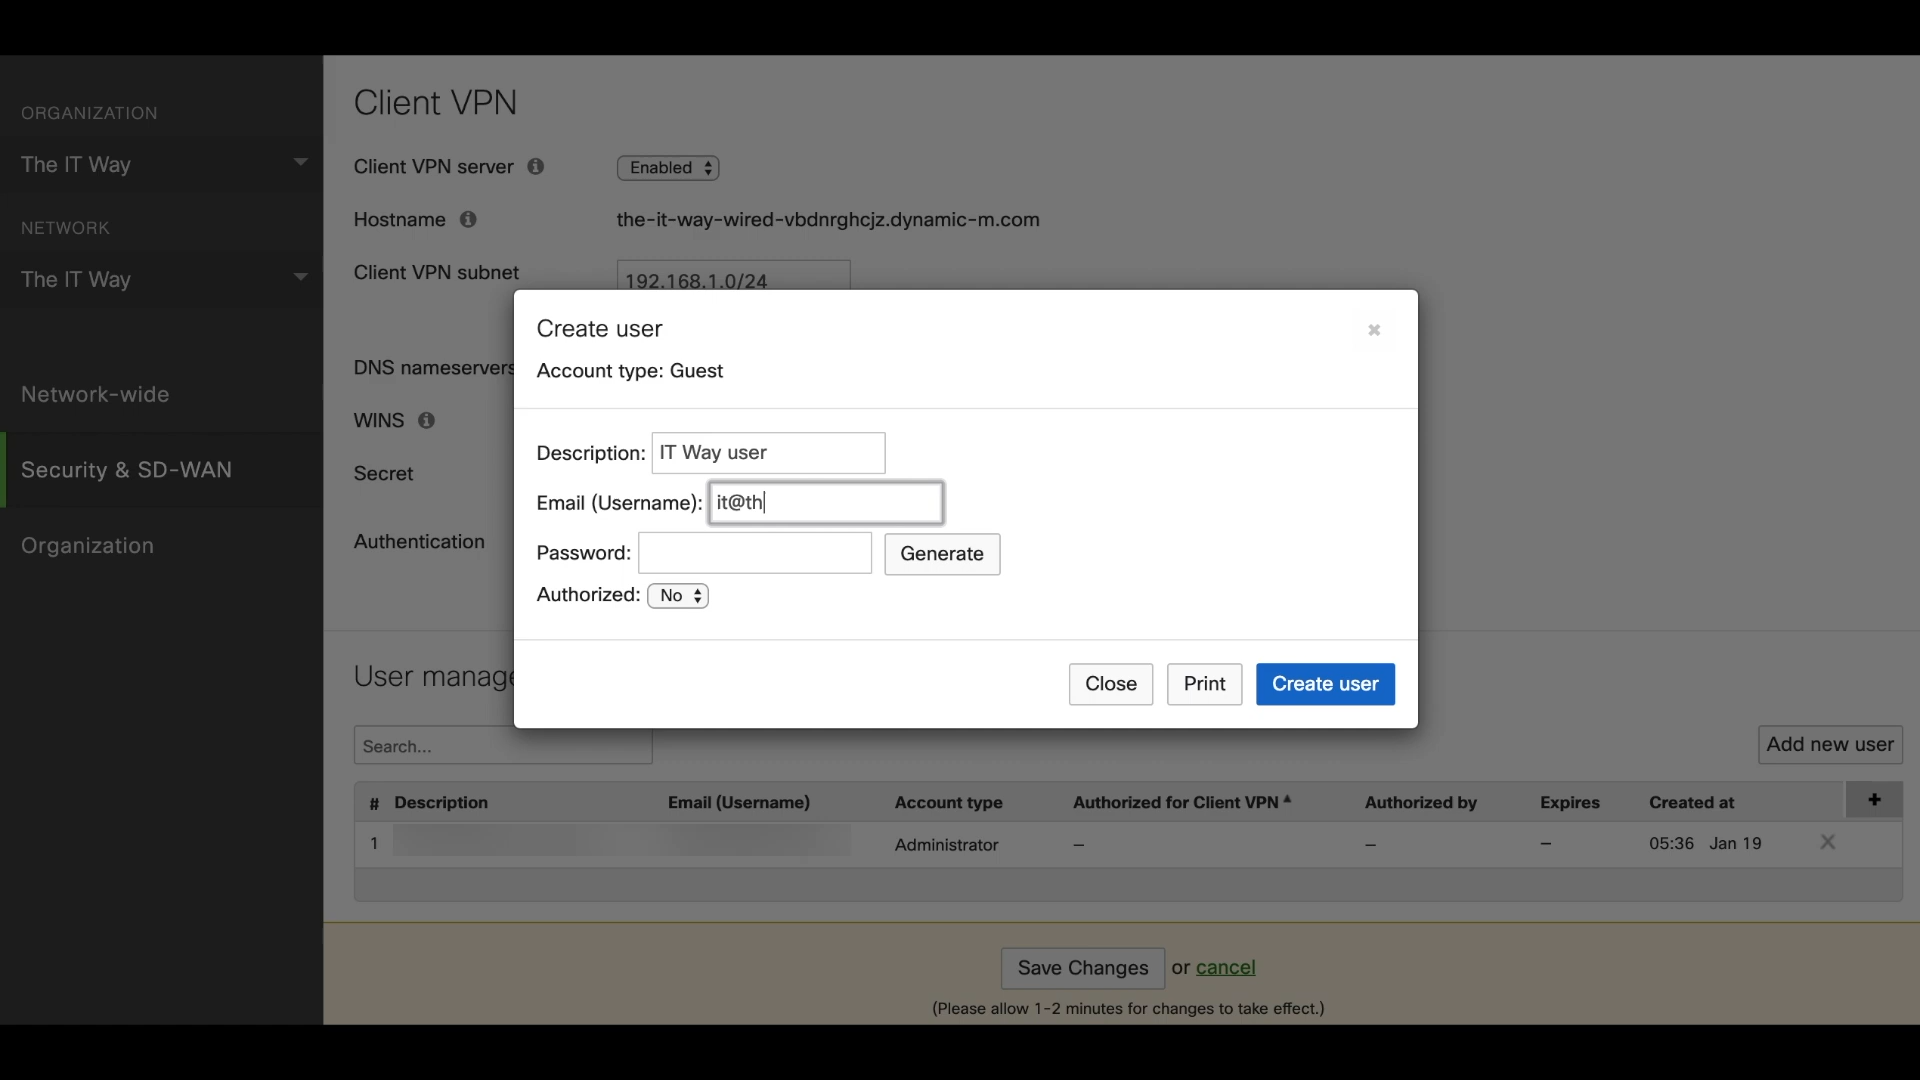 ORGANIZATION
The IT Way
NETWORK
The IT Way
Network-wide
Security & SD-WAN
Organization
Client VPN
Client VPN server
Enabled
Hostname
the-it-way-wired-vbdnrghcjz.dynamic-m.com
Client VPN subnet
192.168.1.0/24
DNS nameservers
WINS
Secret
Authentication
Create user
Account type: Guest
Description: IT Way user
Email (Username): it@th
Password:
Generate
Authorized: No
Close
Print
Create user
User manage
Search...
Add new user
# Description Email (Username) Account type Authorized for Client VPN Authorized by Expires Created at +
1 Administrator – – – 05:36 Jan 19
Save Changes or cancel
(Please allow 1-2 minutes for changes to take effect.)